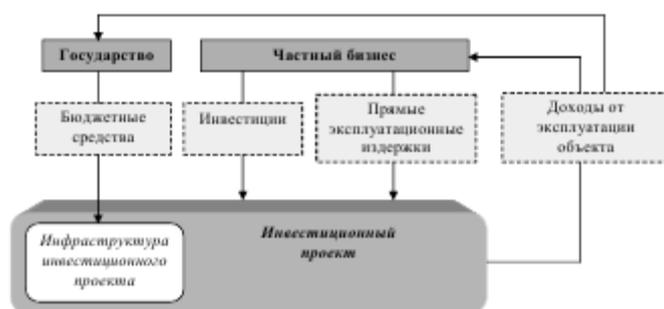 Государство
Частный бизнес
Бюджетные
средства
Инвестиции
Прямые
эксплуатационные
издержки
Доходы от
эксплуатации
объекта
Инфраструктура
инвестиционного
проекта
Инвестиционный
проект